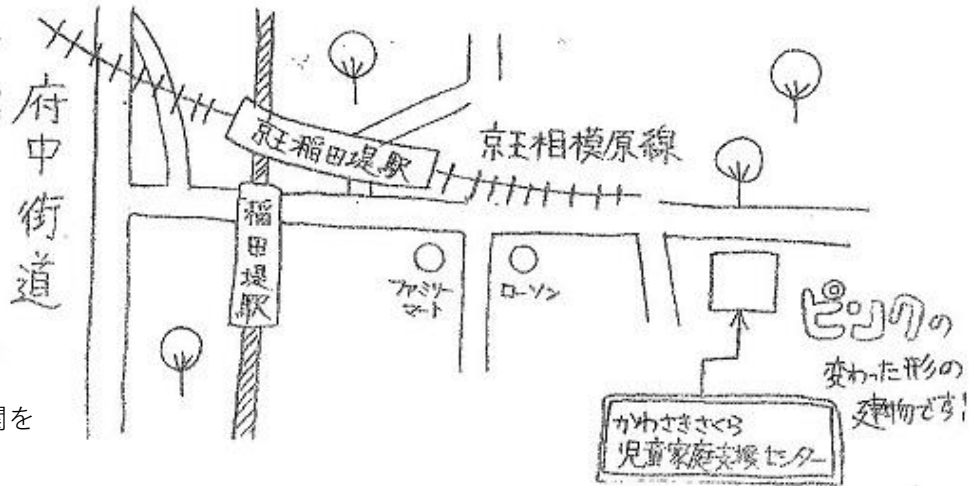 府中街道
京王稲田堤駅
京王相模原線
稲田堤駅
ファミリー
マート
ローソン
ピンクの
変わった形の
建物です!
かわさきさくら
児童家庭支援センター
関を